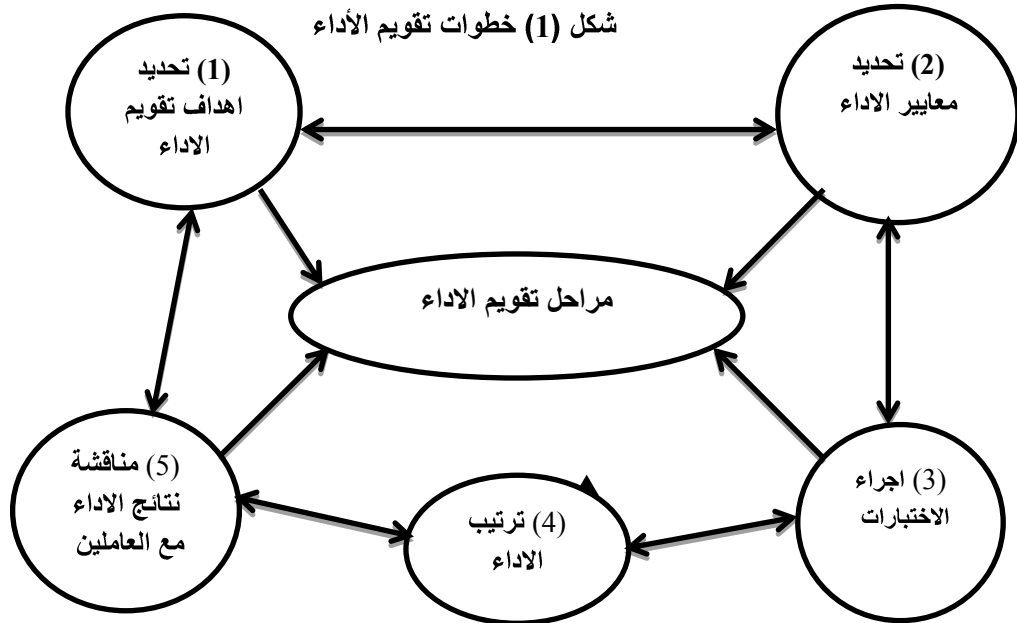 شكل (1) خطوات تقويم الأداء
(1) تحديد
اهداف تقويم
الاداء
(2) تحديد
معايير الاداء
مراحل تقويم الاداء
(3) اجراء
الاختبارات
(4) ترتيب
الاداء
(5) مناقشة
نتائج الاداء
مع العاملين